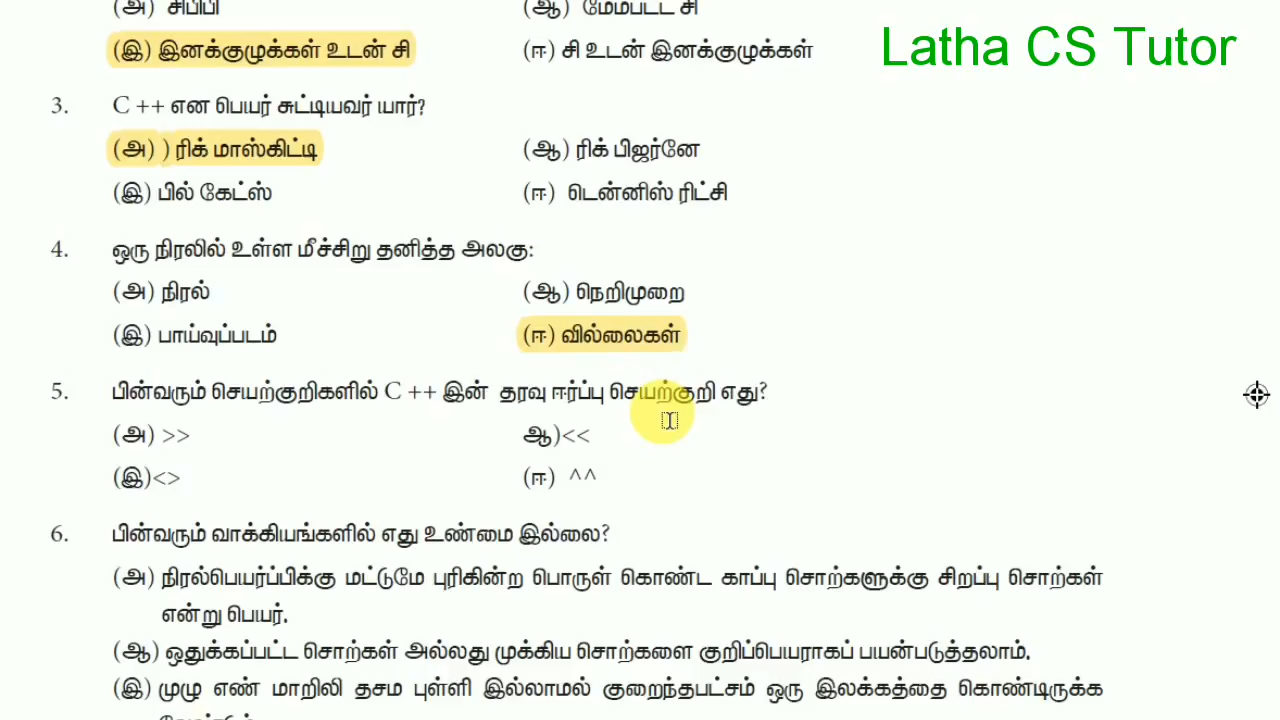 (அ) சிபிபி (ஆ) மேம்பட்ட சி
Latha CS Tutor
(இ) இனக்குழுக்கள் உடன் சி (ஈ) சி உடன் இனக்குழுக்கள்
3. C ++ என பெயர் சுட்டியவர் யார்?
(அ) ) ரிக் மாஸ்கிட்டி (ஆ) ரிக் பிஜர்னே
(இ) பில் கேட்ஸ் (ஈ) டென்னிஸ் ரிட்சி
4. ஒரு நிரலில் உள்ள மீச்சிறு தனித்த அலகு:
(அ) நிரல் (ஆ) நெறிமுறை
(இ) பாய்வுப்படம் (ஈ) வில்லைகள்
5. பின்வரும் செயற்குறிகளில் C ++ இன் தரவு ஈர்ப்பு செயற்குறி எது?
(அ) >> ஆ)<<
(இ)<> (ஈ) ^^
6. பின்வரும் வாக்கியங்களில் எது உண்மை இல்லை?
(அ) நிரல்பெயர்ப்பிக்கு மட்டுமே புரிகின்ற பொருள் கொண்ட காப்பு சொற்களுக்கு சிறப்பு சொற்கள்
என்று பெயர்.
(ஆ) ஒதுக்கப்பட்ட சொற்கள் அல்லது முக்கிய சொற்களை குறிப்பெயராகப் பயன்படுத்தலாம்.
(இ) முழு எண் மாறிலி தசம புள்ளி இல்லாமல் குறைந்தபட்சம் ஒரு இலக்கத்தை கொண்டிருக்க